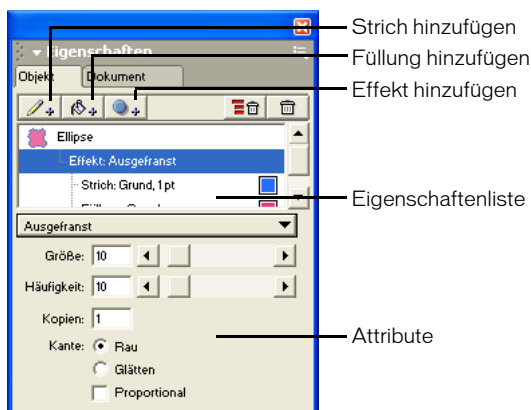 Strich hinzufügen
Eigenschaften
Füllung hinzufügen
Objekt
Dokument
Effekt hinzufügen
Ellipse
Effekt: Ausgefranst
Strich: Grund, 1 pt
Eigenschaftenliste
Ausgefranst
Größe: 10
Häufigkeit: 10
Kopien: 1
Attribute
Kante: Rau
Glätten
Proportional